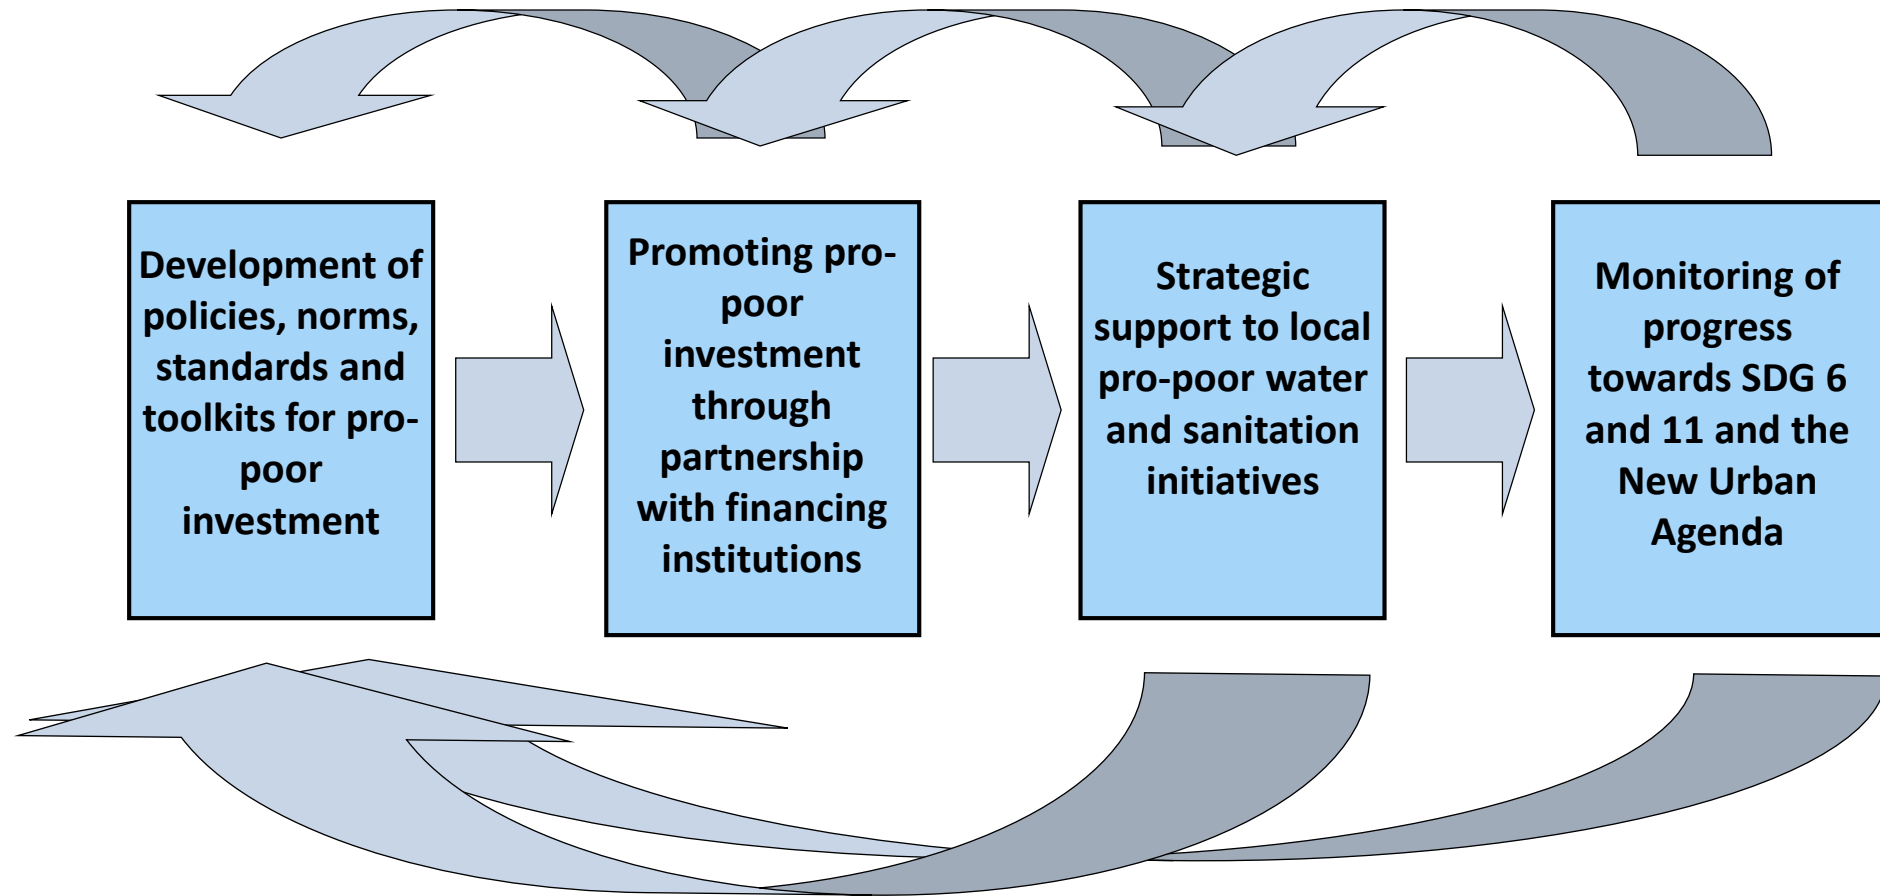 Development of
policies, norms,
standards and
toolkits for pro-
poor
investment
Promoting pro-
poor
investment
through
partnership
with financing
institutions
Strategic
support to local
pro-poor water
and sanitation
initiatives
Monitoring of
progress
towards SDG 6
and 11 and the
New Urban
Agenda